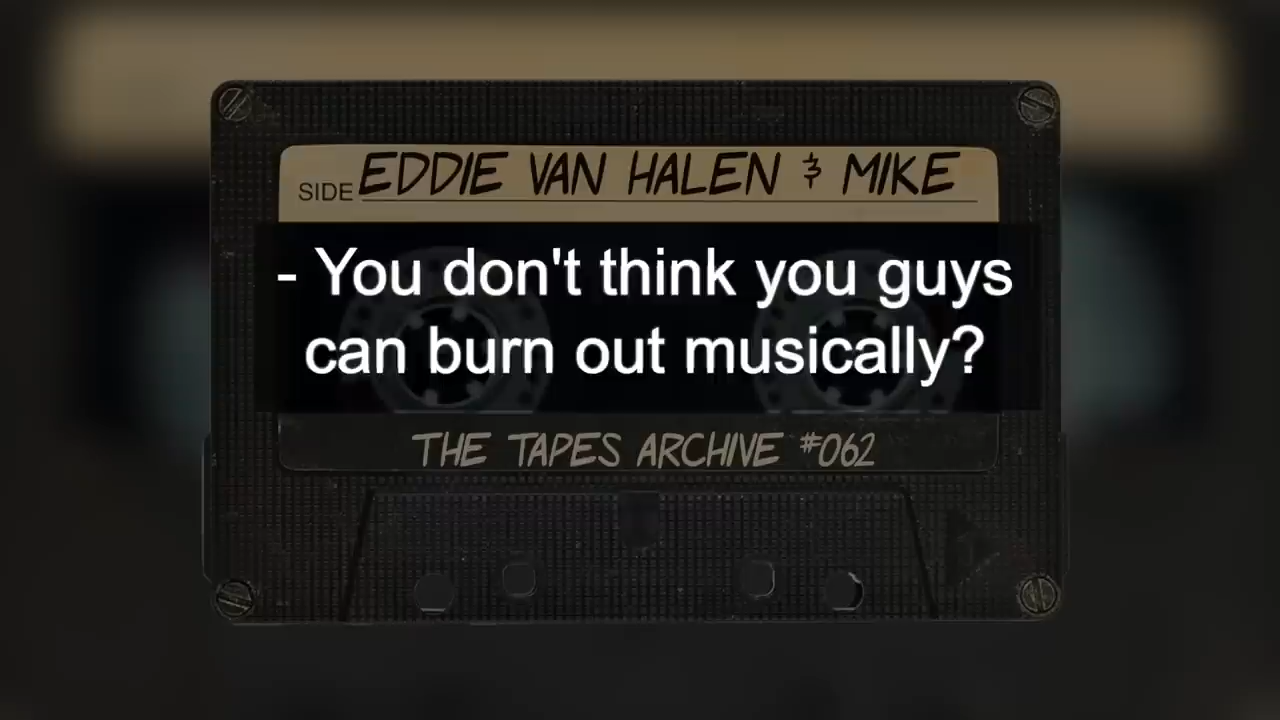 SIDE EDDIE VAN HALEN & MIKE
- You don't think you guys
can burn out musically?
THE TAPES ARCHIVE #062